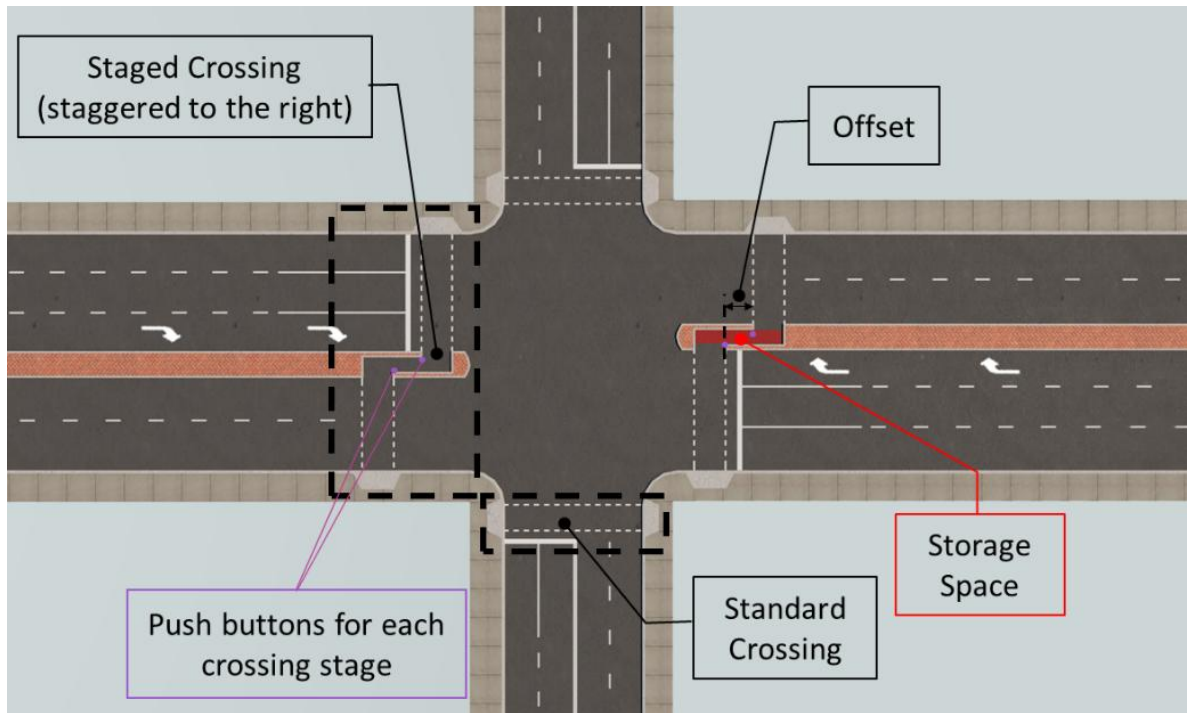 Staged Crossing
(staggered to the right)
Offset
Push buttons for each
crossing stage
Standard
Crossing
Storage
Space